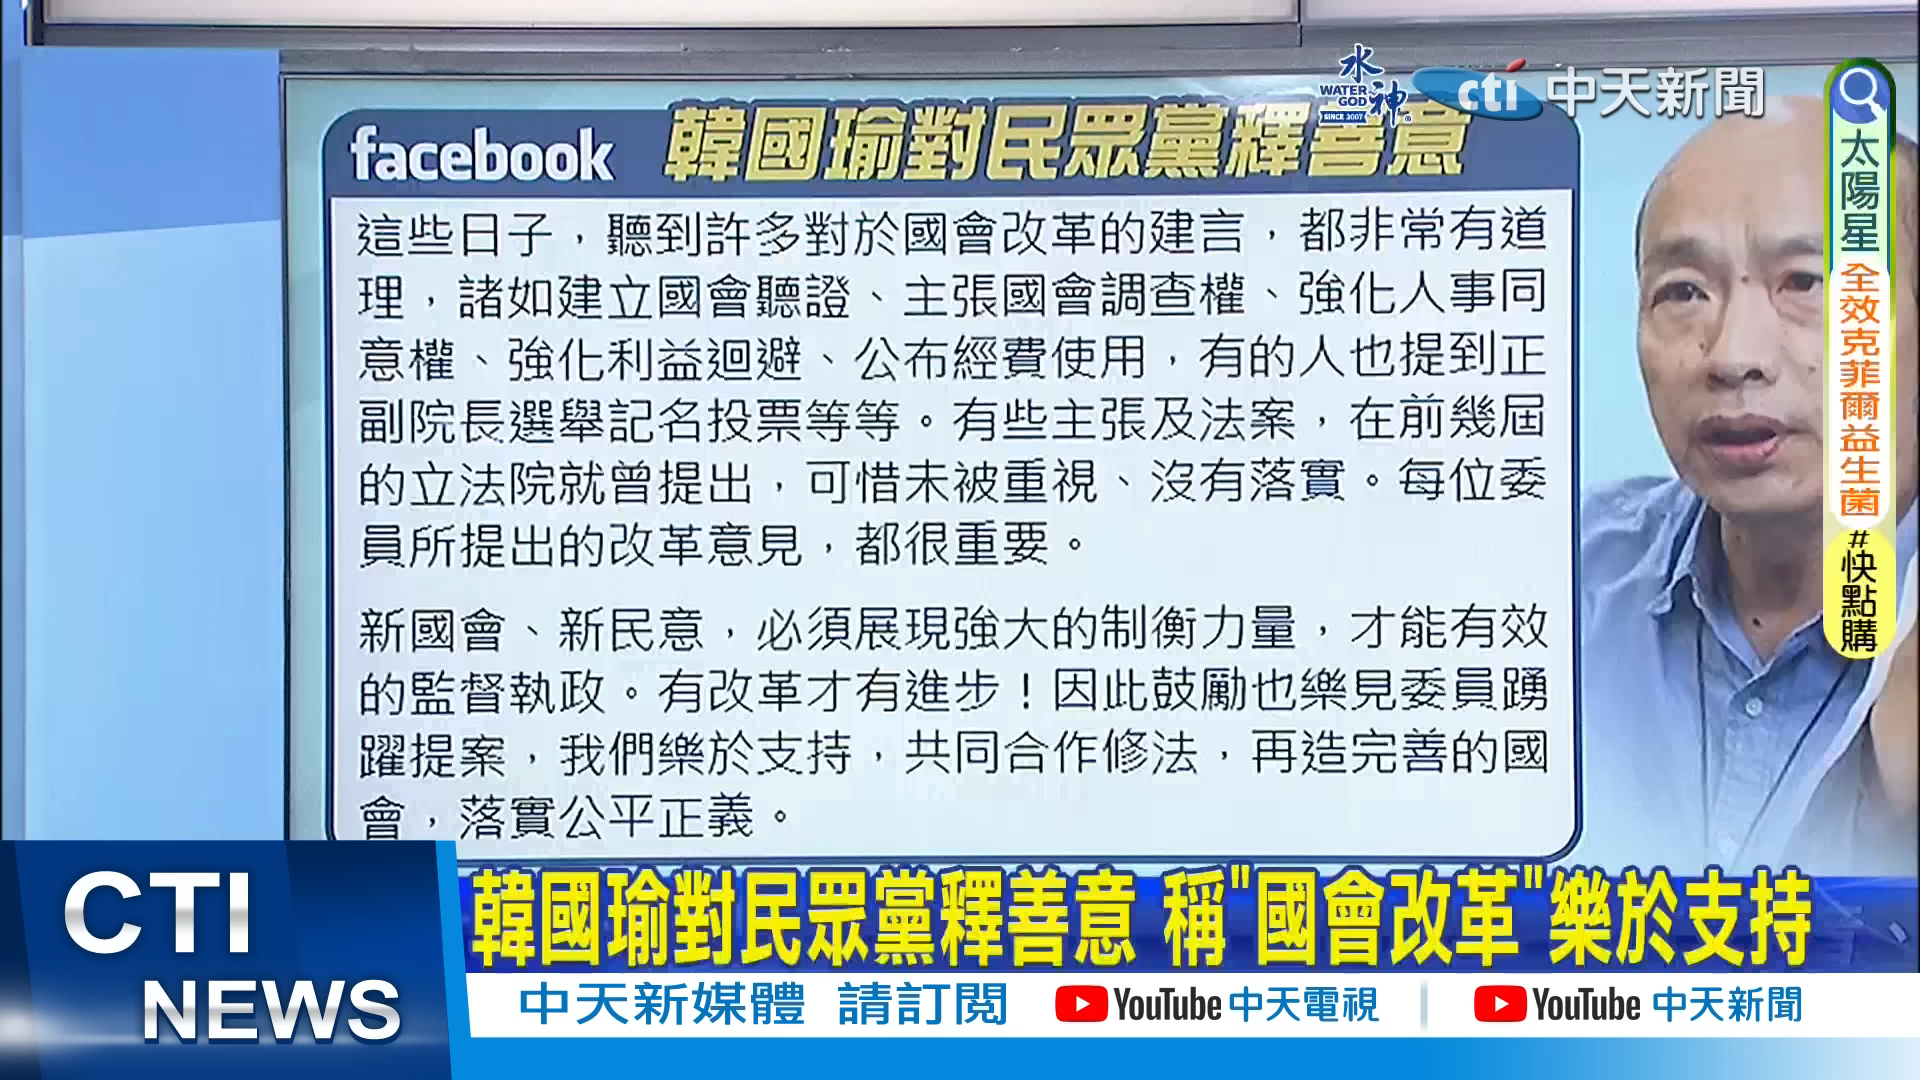 水神
WATER
GOD
SINCE 2007
cti 中天新聞
facebook 韓國瑜對民眾黨釋善意
這些日子，聽到許多對於國會改革的建言，都非常有道
理，諸如建立國會聽證、主張國會調查權、強化人事同
意權、強化利益迴避、公布經費使用，有的人也提到正
副院長選舉記名投票等等。有些主張及法案，在前幾屆
的立法院就曾提出，可惜未被重視、沒有落實。每位委
員所提出的改革意見，都很重要。
新國會、新民意，必須展現強大的制衡力量，才能有效
的監督執政。有改革才有進步！因此鼓勵也樂見委員踴
躍提案，我們樂於支持，共同合作修法，再造完善的國
會，落實公平正義。
太陽星
全效克菲爾益生菌
#快點購
CTI
NEWS
韓國瑜對民眾黨釋善意 稱"國會改革"樂於支持
中天新媒體 請訂閱 YouTube 中天電視 | YouTube 中天新聞